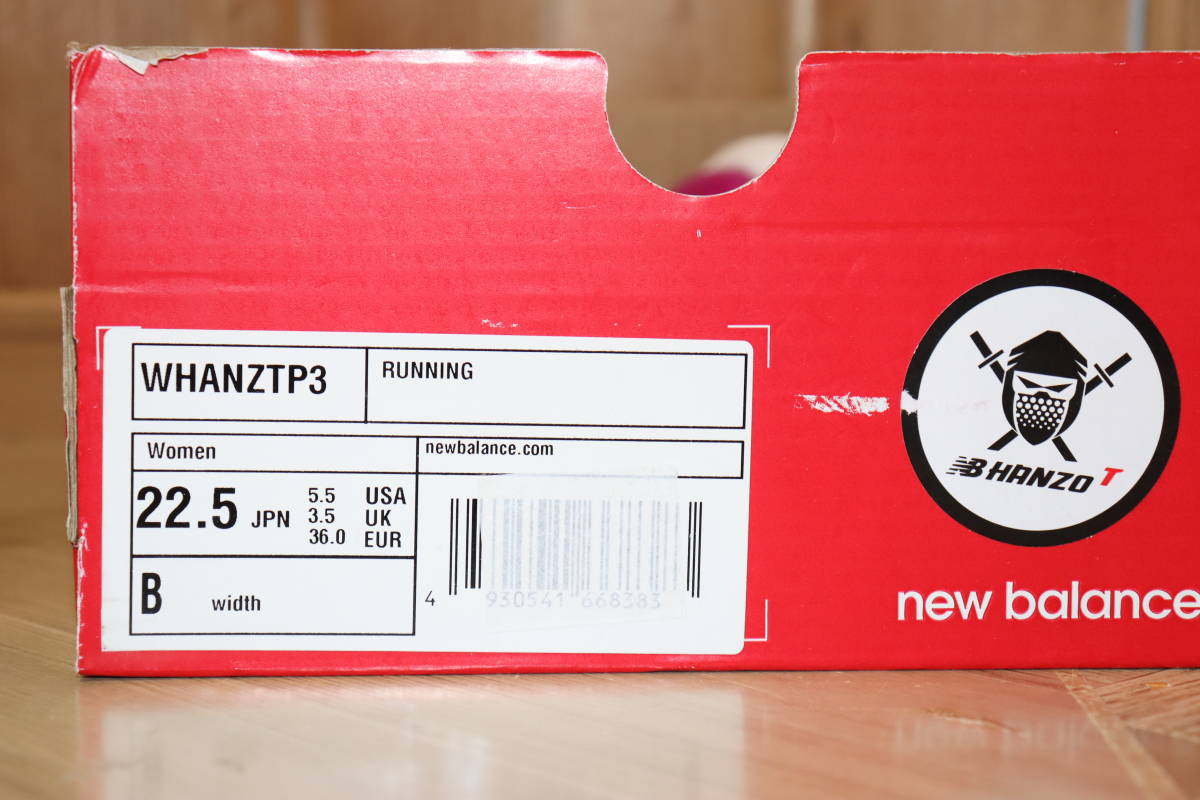 WHANZTP3
RUNNING
Women
newbalance.com
22.5 JPN
5.5 USA
3.5 UK
36.0 EUR
B width
4 930541 668383
NB HANZO T
new balance